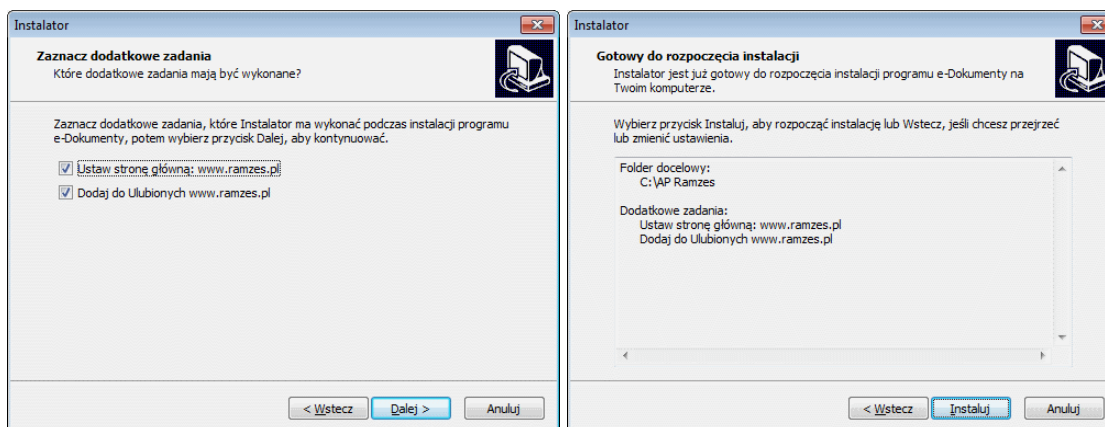 Instalator
Zaznacz dodatkowe zadania
Które dodatkowe zadania mają być wykonane?
Zaznacz dodatkowe zadania, które Instalator ma wykonać podczas instalacji programu
e-Dokumenty, potem wybierz przycisk Dalej, aby kontynuować.
Ustaw stronę główną: www.ramzes.pl
Dodaj do Ulubionych www.ramzes.pl
< Wstecz
Dalej >
Anuluj
Instalator
Gotowy do rozpoczęcia instalacji
Instalator jest już gotowy do rozpoczęcia instalacji programu e-Dokumenty na
Twoim komputerze.
Wybierz przycisk Instaluj, aby rozpocząć instalację lub Wstecz, jeśli chcesz przejrzeć
lub zmienić ustawienia.
Folder docelowy:
C:\AP Ramzes
Dodatkowe zadania:
Ustaw stronę główną: www.ramzes.pl
Dodaj do Ulubionych www.ramzes.pl
< Wstecz
Instaluj
Anuluj